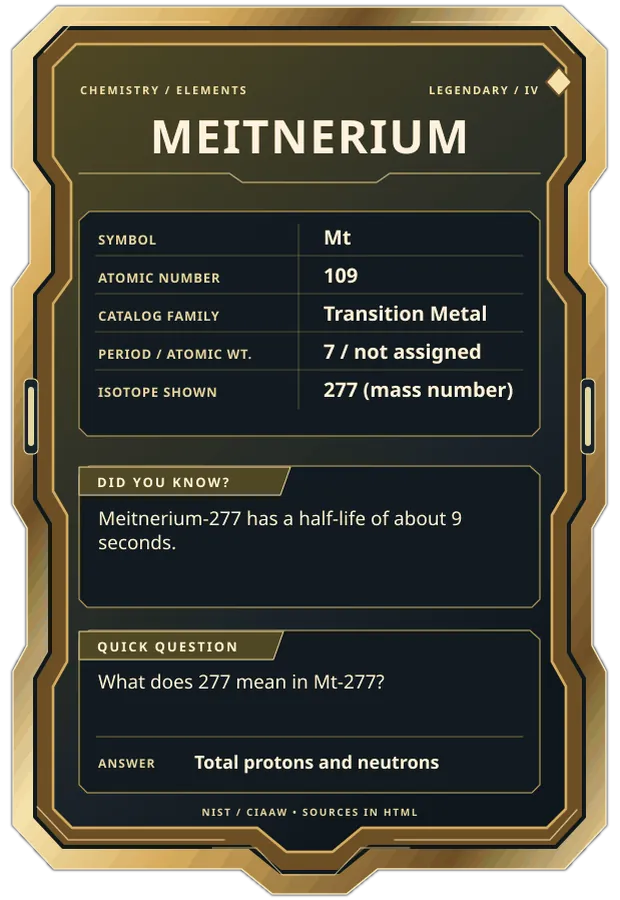 CHEMISTRY / ELEMENTS
LEGENDARY / IV
MEITNERIUM
SYMBOL Mt
ATOMIC NUMBER 109
CATALOG FAMILY Transition Metal
PERIOD / ATOMIC WT. 7 / not assigned
ISOTOPE SHOWN 277 (mass number)
DID YOU KNOW?
Meitnerium-277 has a half-life of about 9
seconds.
QUICK QUESTION
What does 277 mean in Mt-277?
ANSWER Total protons and neutrons
NIST / CIAAW • SOURCES IN HTML